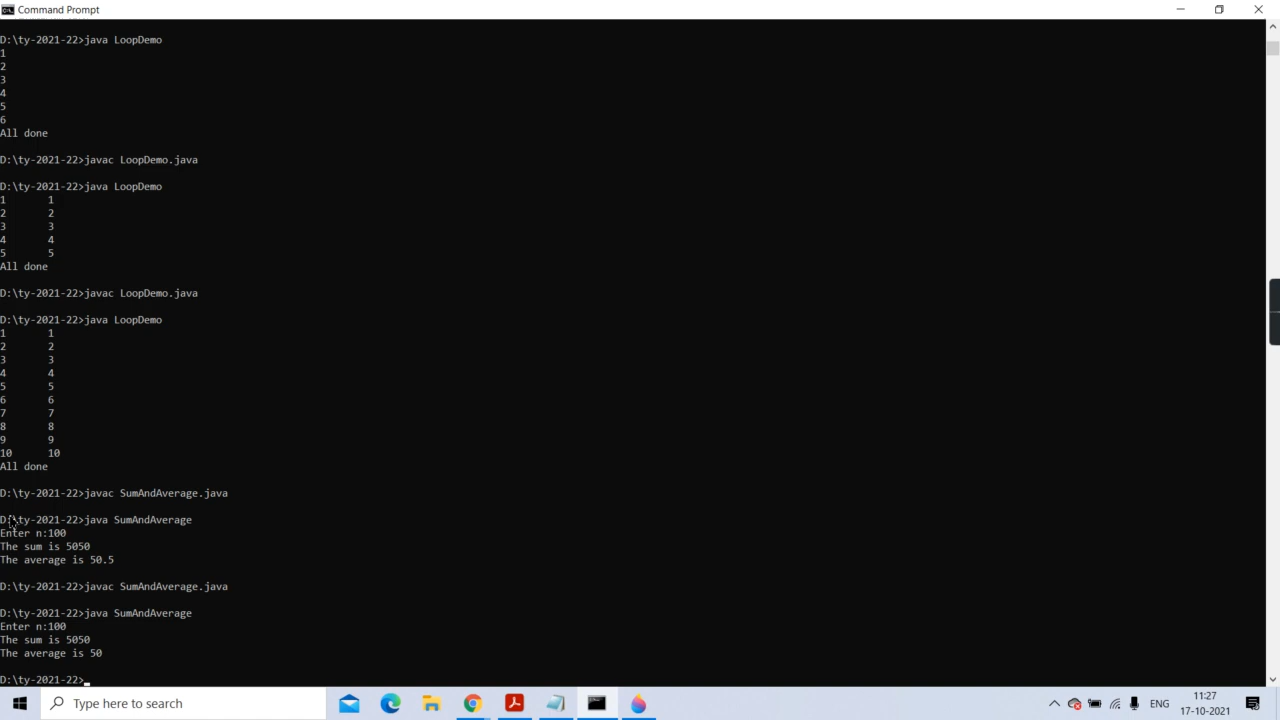 Command Prompt
D:\ty-2021-22>java LoopDemo
1
2
3
4
5
6
All done
D:\ty-2021-22>javac LoopDemo.java
D:\ty-2021-22>java LoopDemo
1 1
2 2
3 3
4 4
5 5
All done
D:\ty-2021-22>javac LoopDemo.java
D:\ty-2021-22>java LoopDemo
1 1
2 2
3 3
4 4
5 5
6 6
7 7
8 8
9 9
10 10
All done
D:\ty-2021-22>javac SumAndAverage.java
D:\ty-2021-22>java SumAndAverage
Enter n:100
The sum is 5050
The average is 50.5
D:\ty-2021-22>javac SumAndAverage.java
D:\ty-2021-22>java SumAndAverage
Enter n:100
The sum is 5050
The average is 50
D:\ty-2021-22>
Type here to search
ENG
11:27
17-10-2021